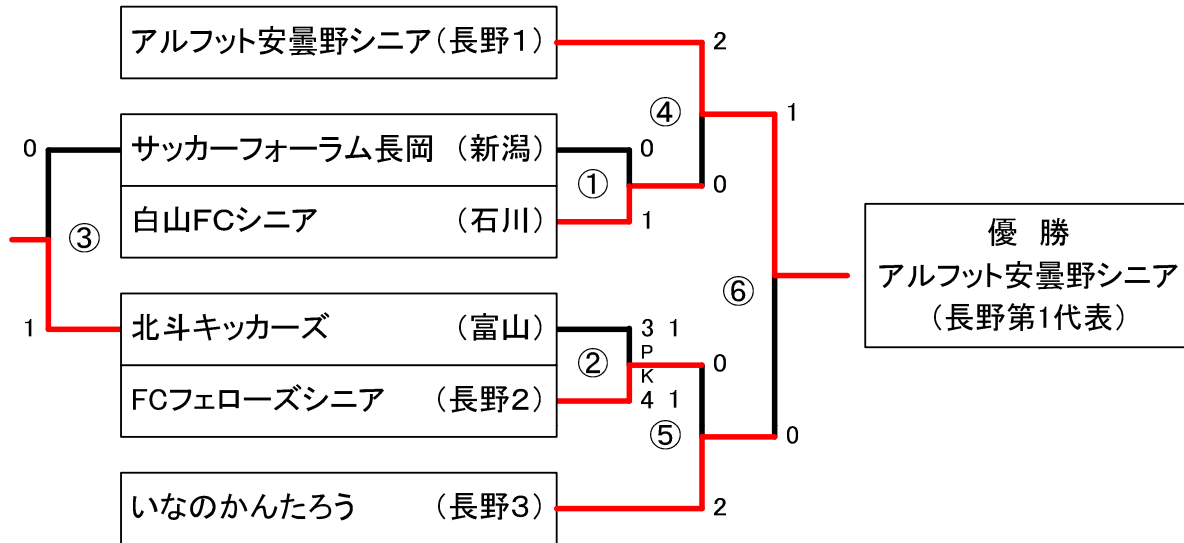 アルフット安曇野シニア(長野1)
2
④
1
0
サッカーフォーラム長岡 (新潟)
0
①
0
白山FCシニア (石川)
1
③
優 勝
アルフット安曇野シニア
(長野第1代表)
⑥
1
北斗キッカーズ (富山)
3 1
PK
②
0
FCフェローズシニア (長野2)
4 1
⑤
0
いなのかんたろう (長野3)
2